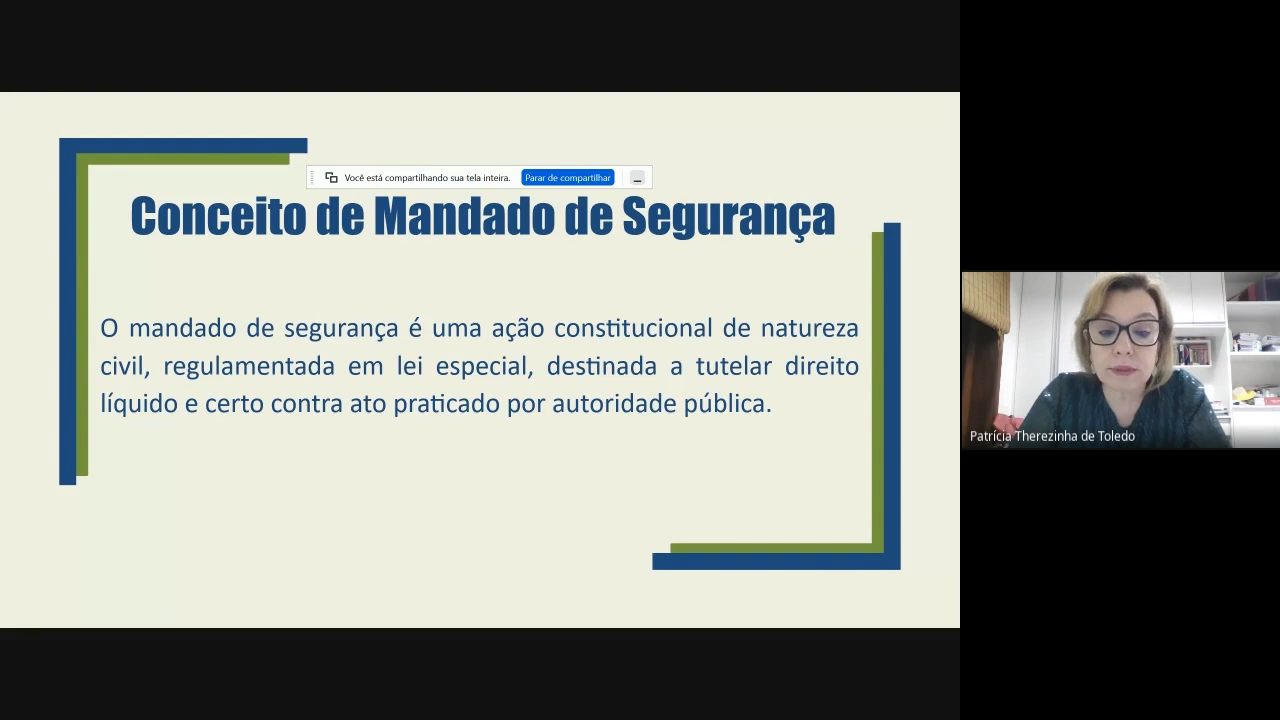 Você está compartilhando sua tela inteira. Parar de compartilhar
Conceito de Mandado de Segurança
O mandado de segurança é uma ação constitucional de natureza
civil, regulamentada em lei especial, destinada a tutelar direito
líquido e certo contra ato praticado por autoridade pública.
Patrícia Therezinha de Toledo